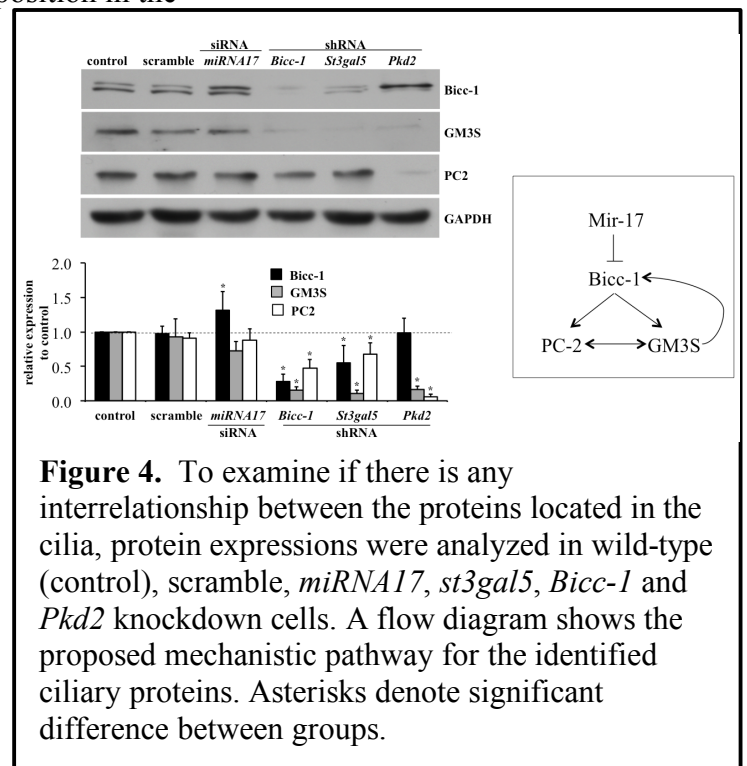 position in the
siRNA shRNA
control scramble miRNA17 Bicc-1 St3gal5 Pkd2
Bicc-1
GM3S
PC2
GAPDH
2.0
1.5
1.0
0.5
0.0
relative expression
to control
Bicc-1
GM3S
PC2
* * * * * * * * * *
control scramble miRNA17 Bicc-1 St3gal5 Pkd2
siRNA shRNA
Mir-17
Bicc-1
PC-2 GM3S
Figure 4. To examine if there is any
interrelationship between the proteins located in the
cilia, protein expressions were analyzed in wild-type
(control), scramble, miRNA17, st3gal5, Bicc-1 and
Pkd2 knockdown cells. A flow diagram shows the
proposed mechanistic pathway for the identified
ciliary proteins. Asterisks denote significant
difference between groups.